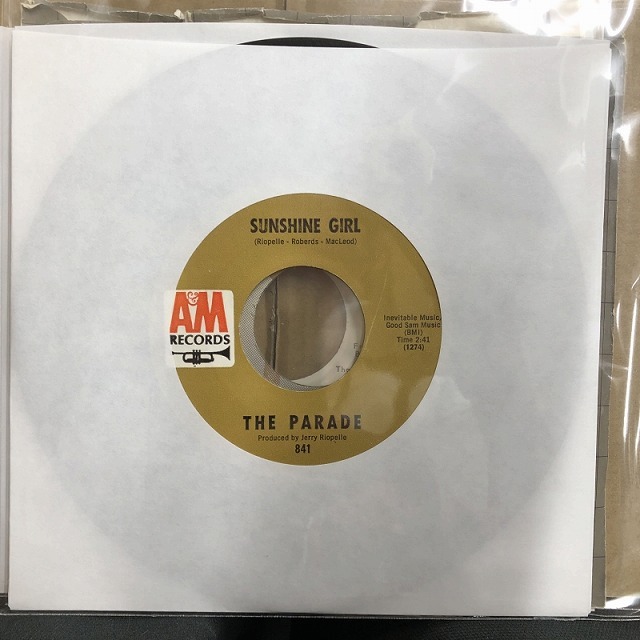 SUNSHINE GIRL
(Riopelle - Roberds - MacLeod)
A&M
RECORDS
Inevitable Music,
Good Sam Music
(BMI)
Time 2:41
(1274)
THE PARADE
Produced by Jerry Riopelle
841